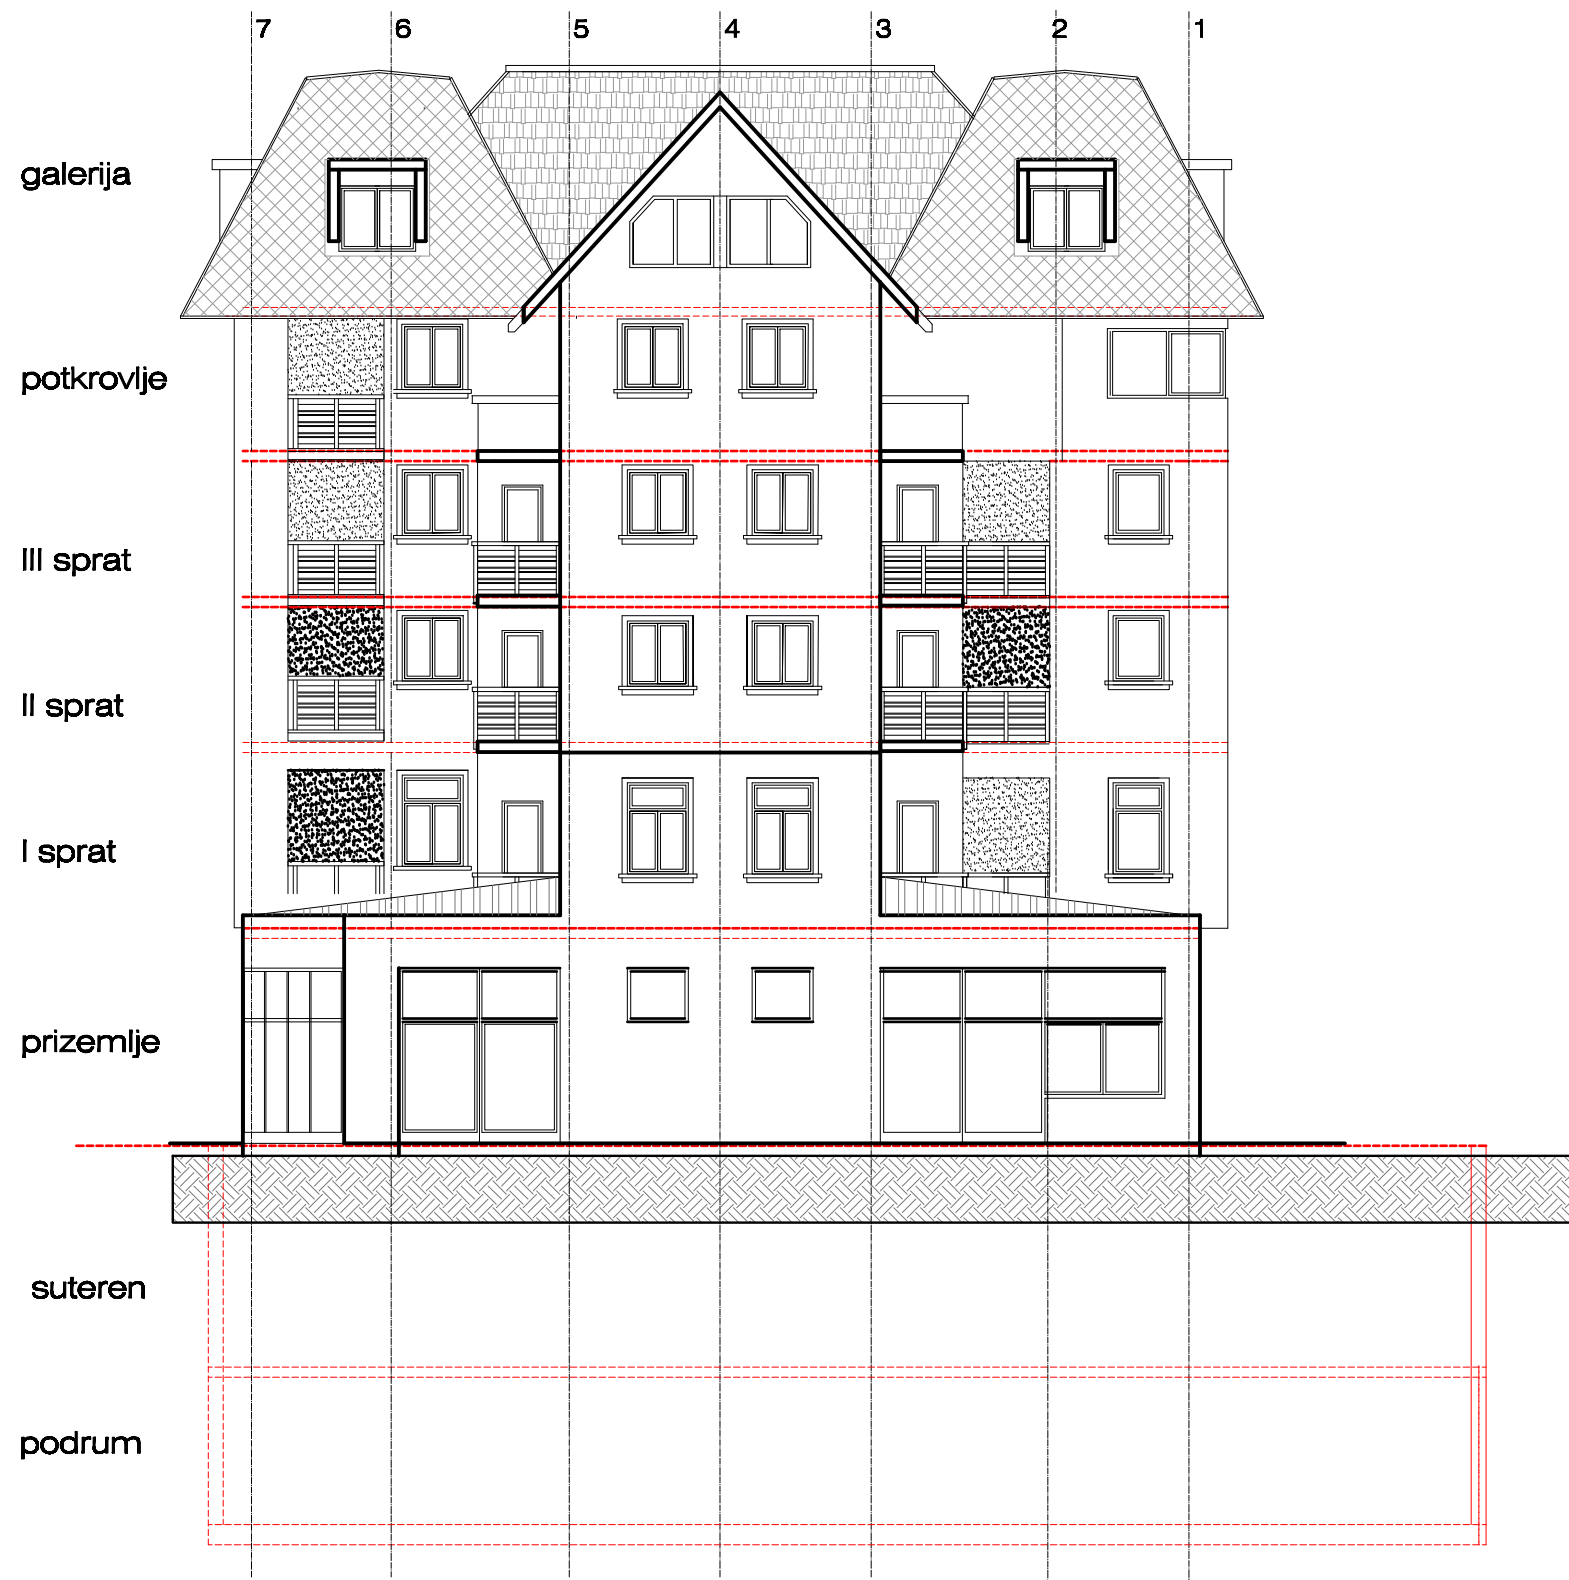 7 6 5 4 3 2 1
galerija
potkrovlje
III sprat
II sprat
I sprat
prizemlje
suteren
podrum